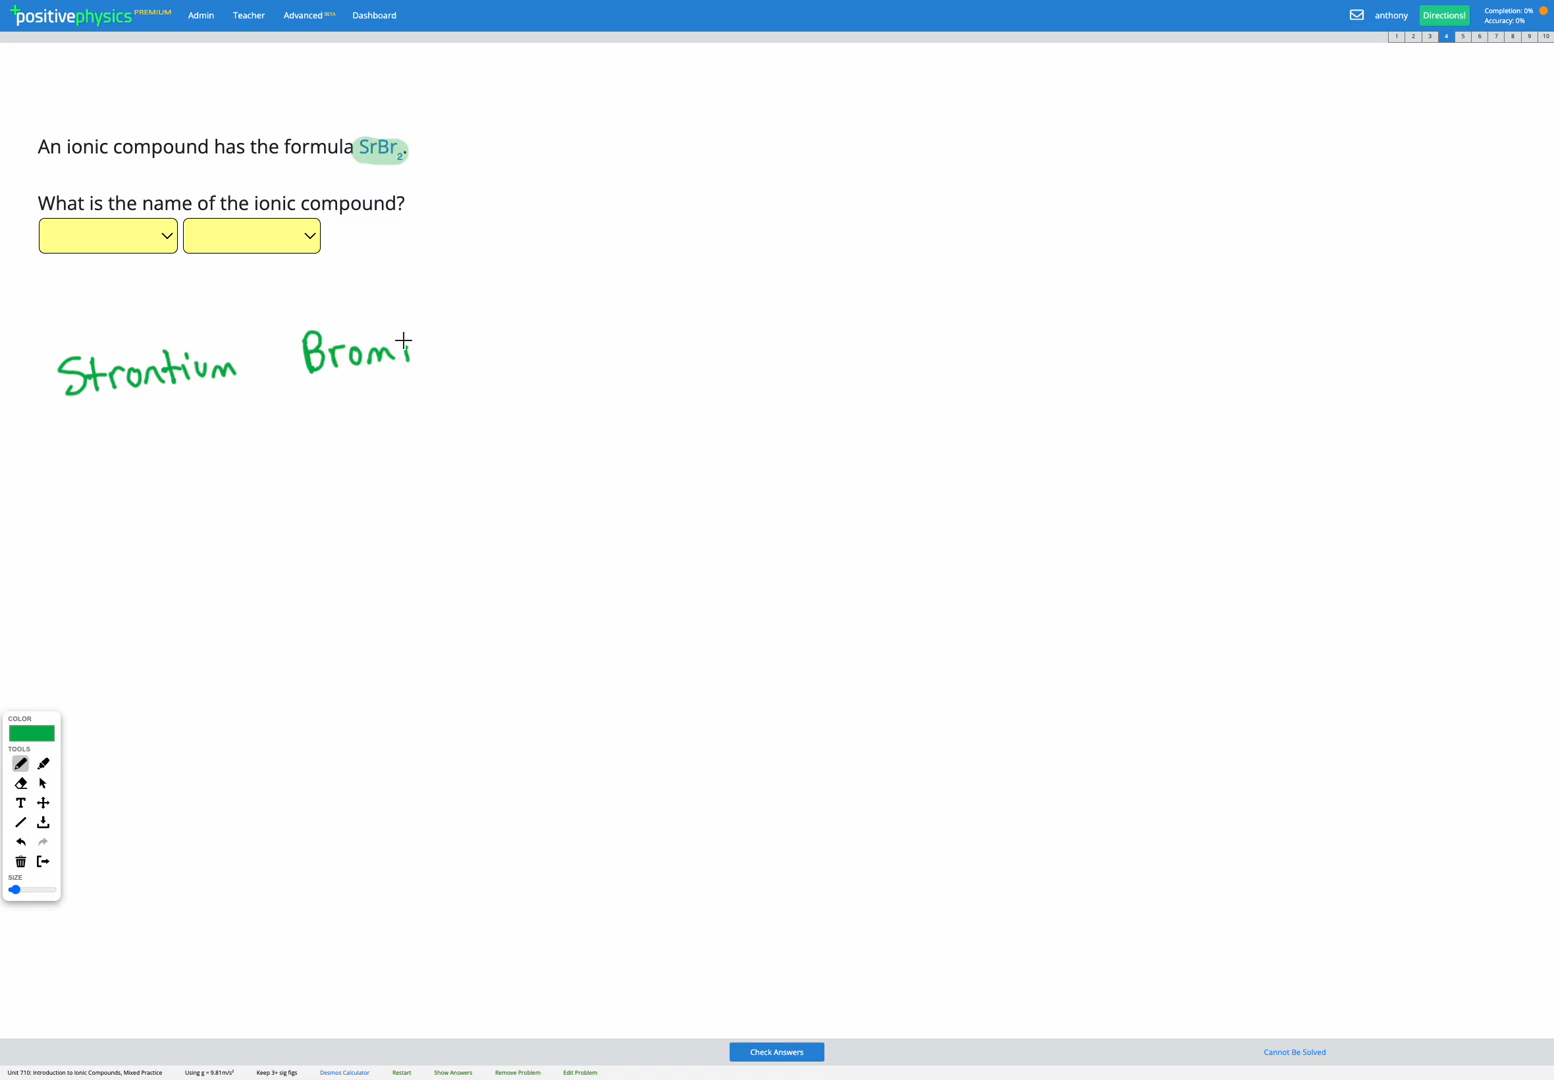 +positivephysics PREMIUM Admin Teacher Advanced BETA Dashboard anthony Directions! Completion: 0%
Accuracy: 0%
1 2 3 4 5 6 7 8 9 10
An ionic compound has the formula SrBr₂.
What is the name of the ionic compound?
Strontium Bromi
COLOR
TOOLS
T
SIZE
Check Answers Cannot Be Solved
Unit 710: Introduction to Ionic Compounds, Mixed Practice Using g = 9.81m/s² Keep 3+ sig figs Desmos Calculator Restart Show Answers Remove Problem Edit Problem